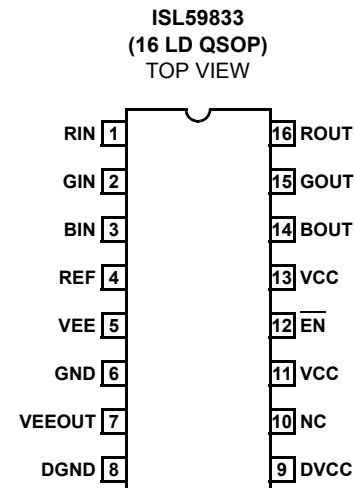 ISL59833
(16 LD QSOP)
TOP VIEW
RIN 1 16 ROUT
GIN 2 15 GOUT
BIN 3 14 BOUT
REF 4 13 VCC
VEE 5 12 EN
GND 6 11 VCC
VEEOUT 7 10 NC
DGND 8 9 DVCC